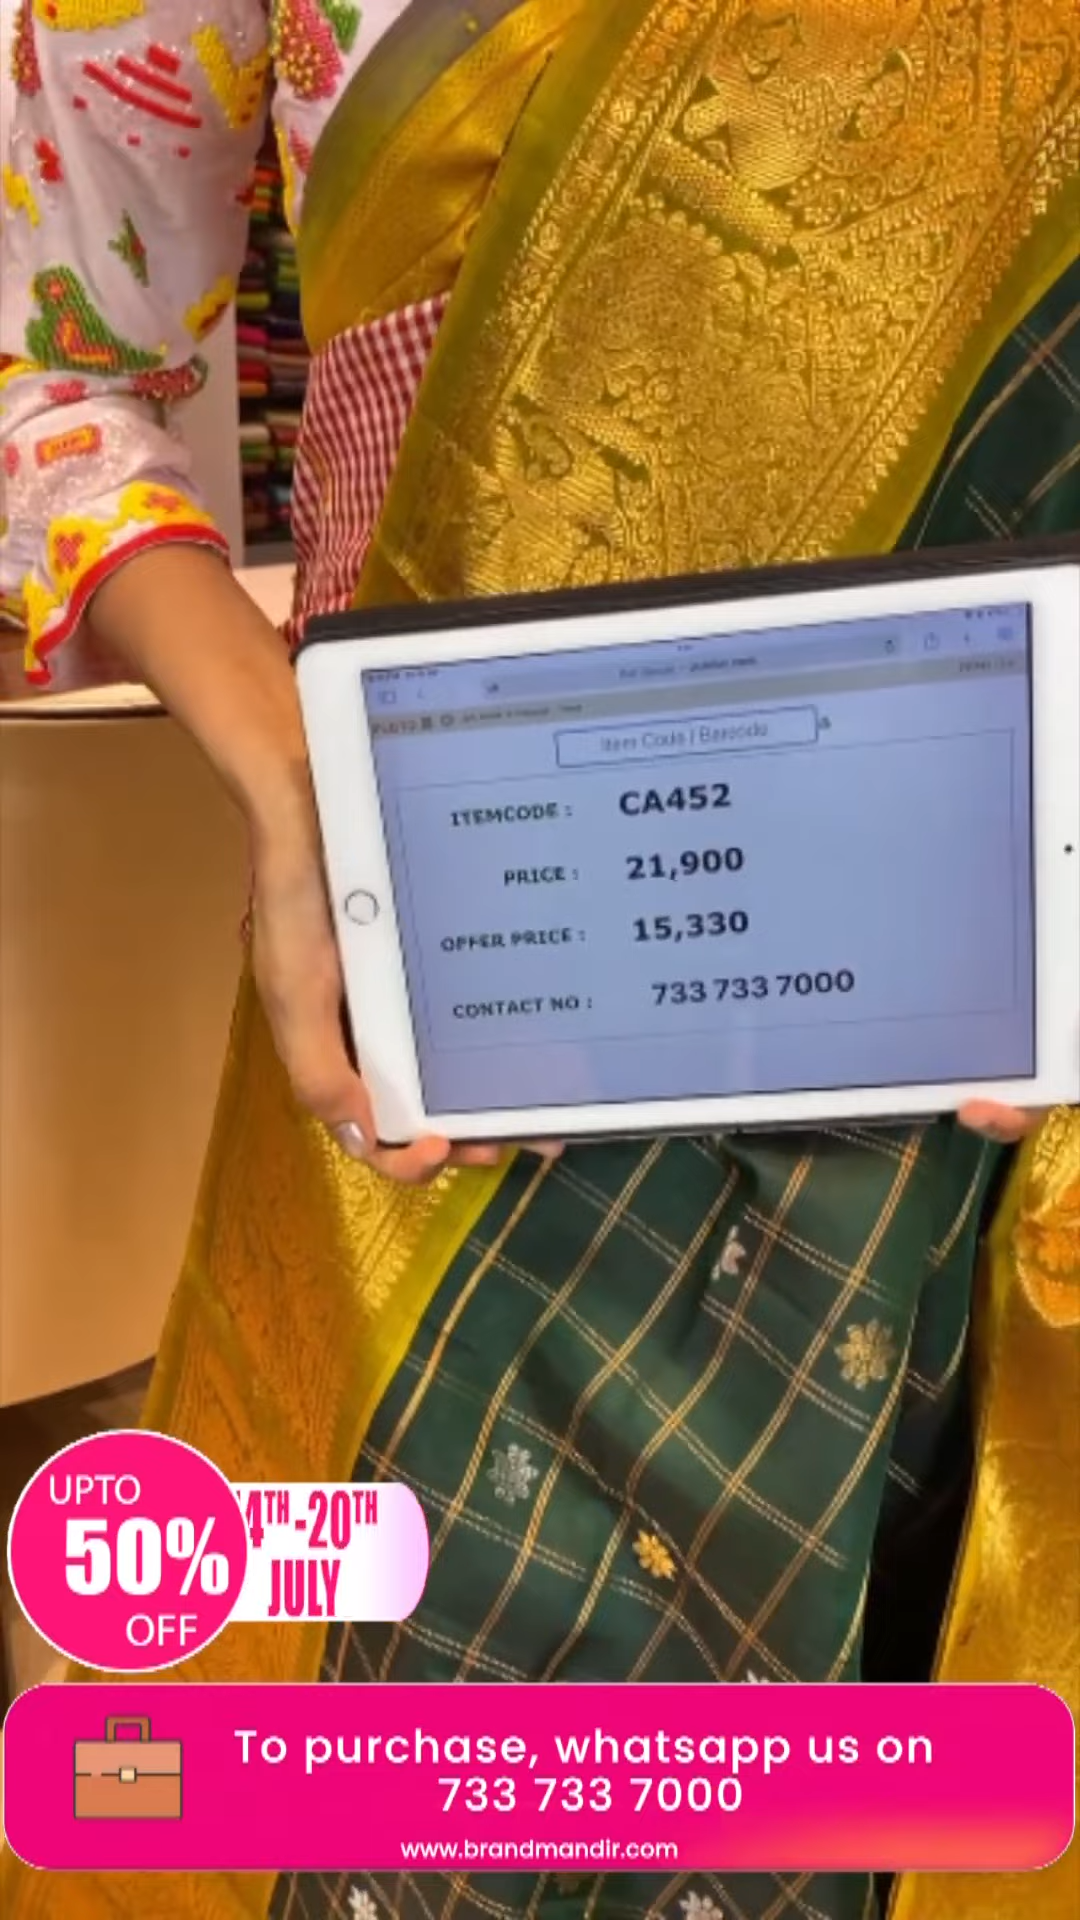 Item Code | Barcode
ITEMCODE : CA452
PRICE : 21,900
OFFER PRICE : 15,330
CONTACT NO : 733 733 7000
UPTO
50%
OFF
4TH-20TH
JULY
To purchase, whatsapp us on
733 733 7000
www.brandmandir.com